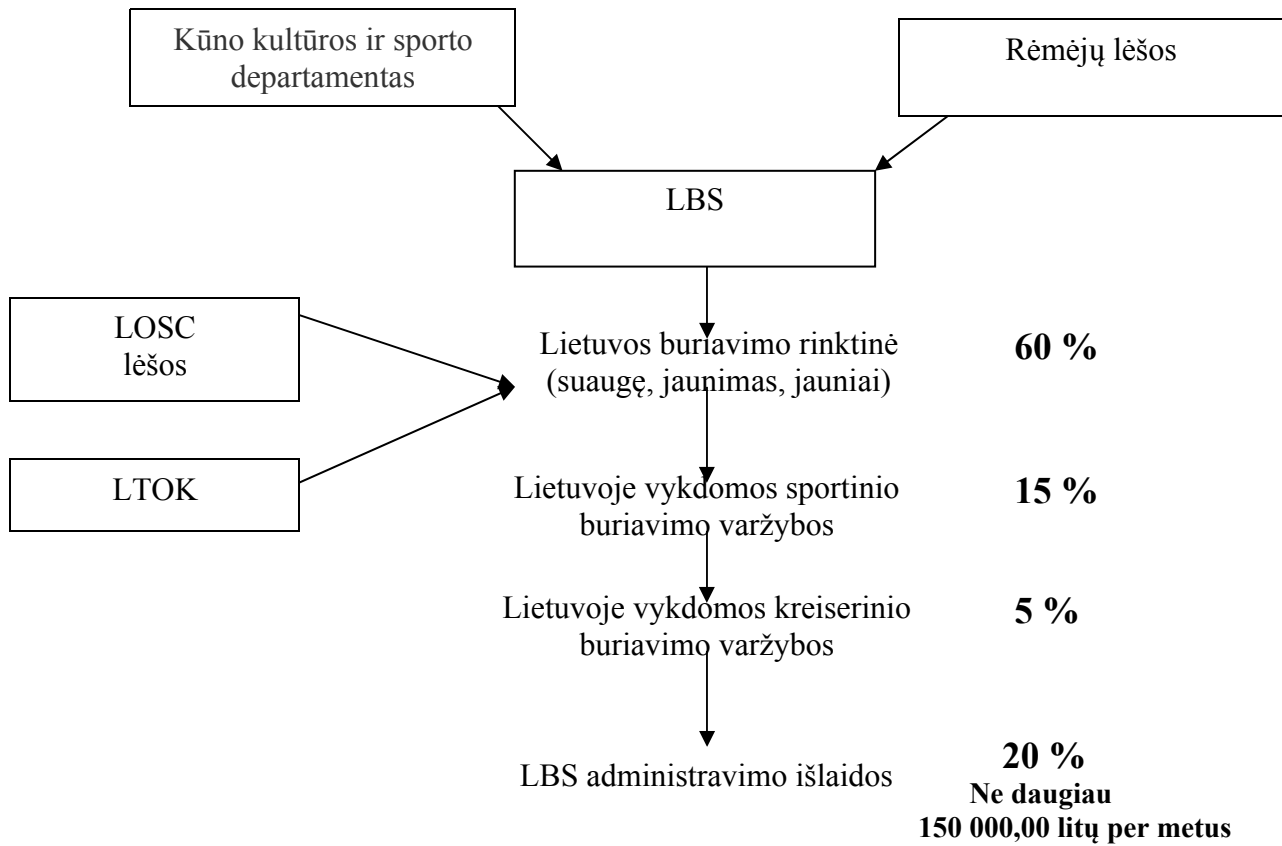 Kūno kultūros ir sporto
departamentas
Rėmėjų lėšos
LBS
LOSC
lėšos
Lietuvos buriavimo rinktinė
(suaugę, jaunimas, jauniai)
60 %
LTOK
Lietuvoje vykdomos sportinio
buriavimo varžybos
15 %
Lietuvoje vykdomos kreiserinio
buriavimo varžybos
5 %
LBS administravimo išlaidos
20 %
Ne daugiau
150 000,00 litų per metus